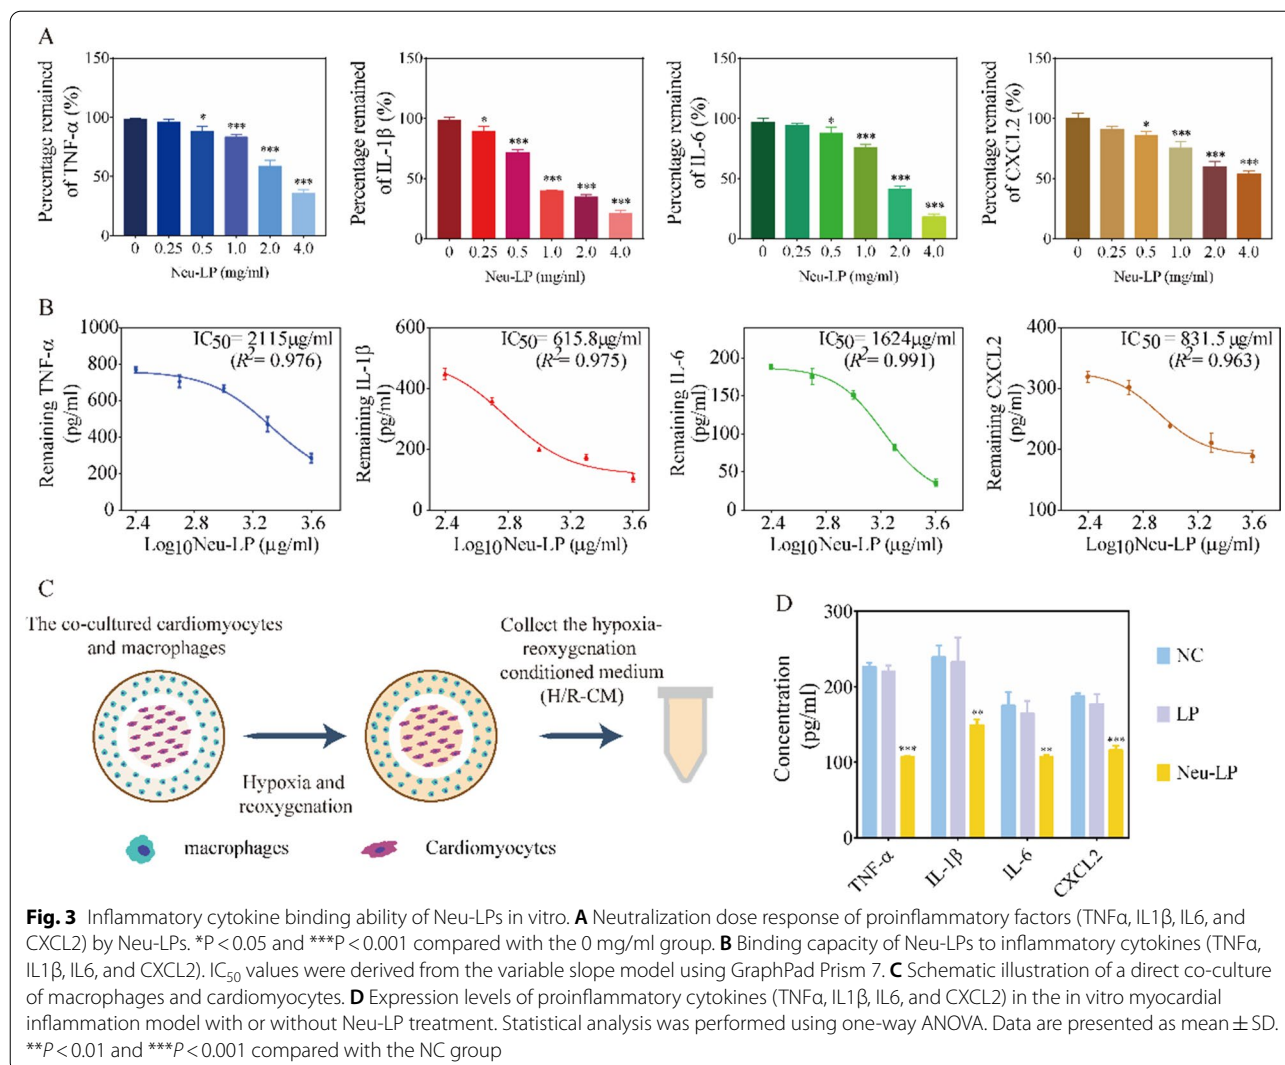 A
Percentage remained
of TNF-α (%)
150
100
50
0
* *** *** ***
0 0.25 0.5 1.0 2.0 4.0
Neu-LP (mg/ml)
Percentage remained
of IL-1β (%)
150
100
50
0
* *** *** *** ***
0 0.25 0.5 1.0 2.0 4.0
Neu-LP (mg/ml)
Percentage remained
of IL-6 (%)
150
100
50
0
* *** *** ***
0 0.25 0.5 1.0 2.0 4.0
Neu-LP (mg/ml)
Percentage remained
of CXCL2 (%)
150
100
50
0
* *** *** ***
0 0.25 0.5 1.0 2.0 4.0
Neu-LP (mg/ml)
B
Remaining TNF-α
(pg/ml)
1000
800
600
400
200
0
IC50= 2115μg/ml
(R²= 0.976)
2.4 2.8 3.2 3.6
Log10Neu-LP (μg/ml)
Remaining IL-1β
(pg/ml)
600
400
200
0
IC50= 615.8μg/ml
(R²= 0.975)
2.4 2.8 3.2 3.6
Log10Neu-LP (μg/ml)
Remaining IL-6
(pg/ml)
200
150
100
50
0
IC50= 1624μg/ml
(R²= 0.991)
2.4 2.8 3.2 3.6
Log10Neu-LP (μg/ml)
Remaining CXCL2
(pg/ml)
400
300
200
100
IC50= 831.5 μg/ml
(R²= 0.963)
2.4 2.8 3.2 3.6
Log10Neu-LP (μg/ml)
C
The co-cultured cardiomyocytes
and macrophages
Hypoxia and
reoxygenation
Collect the hypoxia-
reoxygenation
conditioned medium
(H/R-CM)
macrophages
Cardiomyocytes
D
Concentration
(pg/ml)
300
200
100
0
*** ** ** ***
TNF-α IL-1β IL-6 CXCL2
NC
LP
Neu-LP
Fig. 3 Inflammatory cytokine binding ability of Neu-LPs in vitro. A Neutralization dose response of proinflammatory factors (TNFα, IL1β, IL6, and
CXCL2) by Neu-LPs. *P < 0.05 and ***P < 0.001 compared with the 0 mg/ml group. B Binding capacity of Neu-LPs to inflammatory cytokines (TNFα,
IL1β, IL6, and CXCL2). IC50 values were derived from the variable slope model using GraphPad Prism 7. C Schematic illustration of a direct co-culture
of macrophages and cardiomyocytes. D Expression levels of proinflammatory cytokines (TNFα, IL1β, IL6, and CXCL2) in the in vitro myocardial
inflammation model with or without Neu-LP treatment. Statistical analysis was performed using one-way ANOVA. Data are presented as mean ± SD.
**P < 0.01 and ***P < 0.001 compared with the NC group